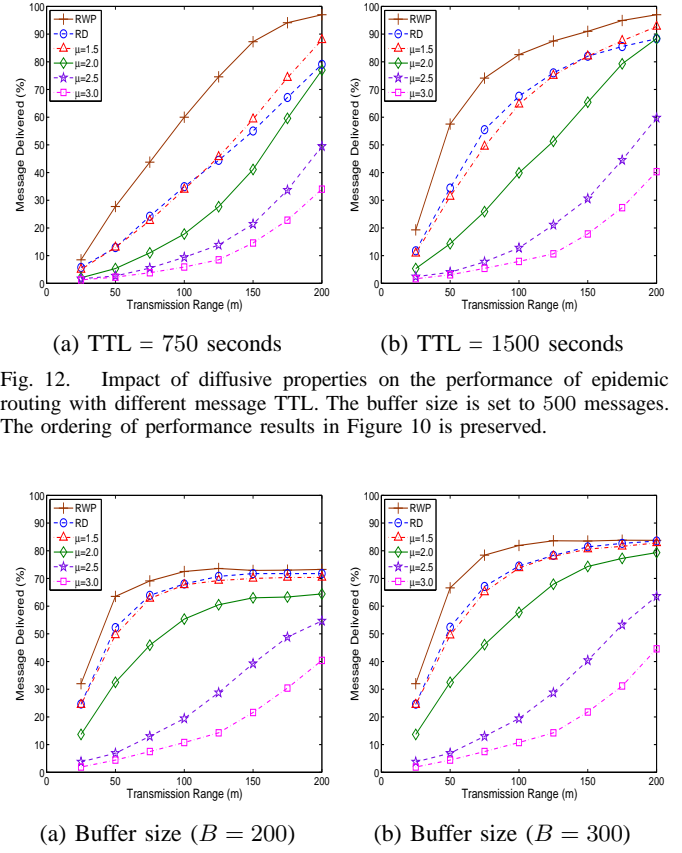 100
90
80
70
60
50
40
30
20
10
0
Message Delivered (%)
RWP
RD
μ=1.5
μ=2.0
μ=2.5
μ=3.0
0 50 100 150 200
Transmission Range (m)
(a) TTL = 750 seconds
100
90
80
70
60
50
40
30
20
10
0
Message Delivered (%)
RWP
RD
μ=1.5
μ=2.0
μ=2.5
μ=3.0
0 50 100 150 200
Transmission Range (m)
(b) TTL = 1500 seconds
Fig. 12. Impact of diffusive properties on the performance of epidemic
routing with different message TTL. The buffer size is set to 500 messages.
The ordering of performance results in Figure 10 is preserved.
100
90
80
70
60
50
40
30
20
10
0
Message Delivered (%)
RWP
RD
μ=1.5
μ=2.0
μ=2.5
μ=3.0
0 50 100 150 200
Transmission Range (m)
(a) Buffer size (B = 200)
100
90
80
70
60
50
40
30
20
10
0
Message Delivered (%)
RWP
RD
μ=1.5
μ=2.0
μ=2.5
μ=3.0
0 50 100 150 200
Transmission Range (m)
(b) Buffer size (B = 300)